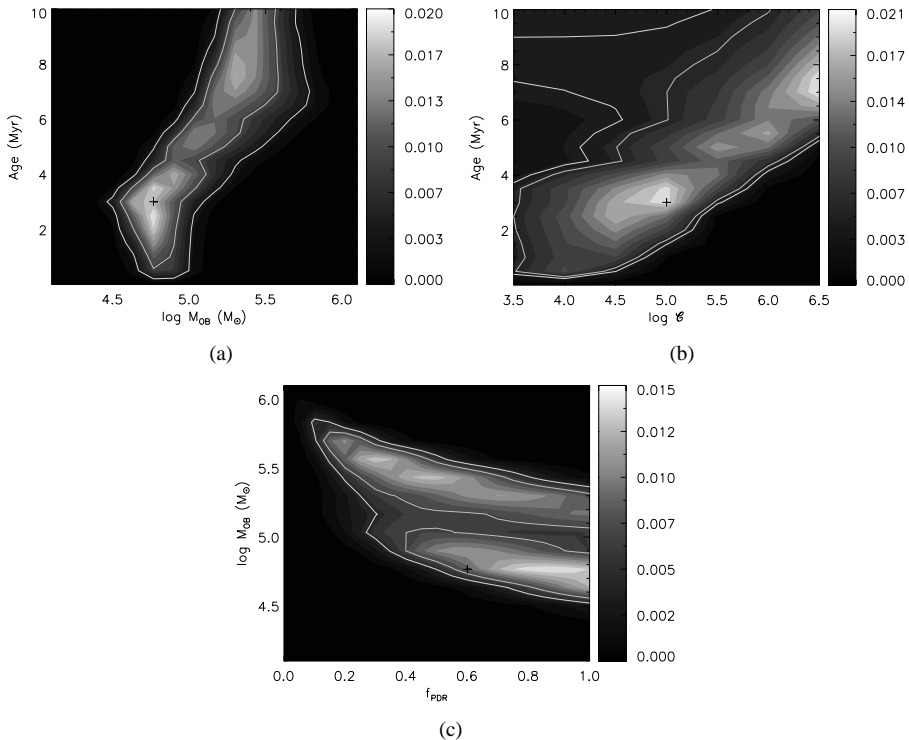 10
8
6
4
2
Age (Myr)
4.5 5.0 5.5 6.0
log M_OB (M_⊙)
0.020
0.017
0.013
0.010
0.007
0.003
0.000
(a)
10
8
6
4
2
Age (Myr)
3.5 4.0 4.5 5.0 5.5 6.0 6.5
log 𝒞
0.021
0.017
0.014
0.010
0.007
0.003
0.000
(b)
6.0
5.5
5.0
4.5
log M_OB (M_⊙)
0.0 0.2 0.4 0.6 0.8 1.0
f_PDR
0.015
0.012
0.010
0.007
0.005
0.002
0.000
(c)